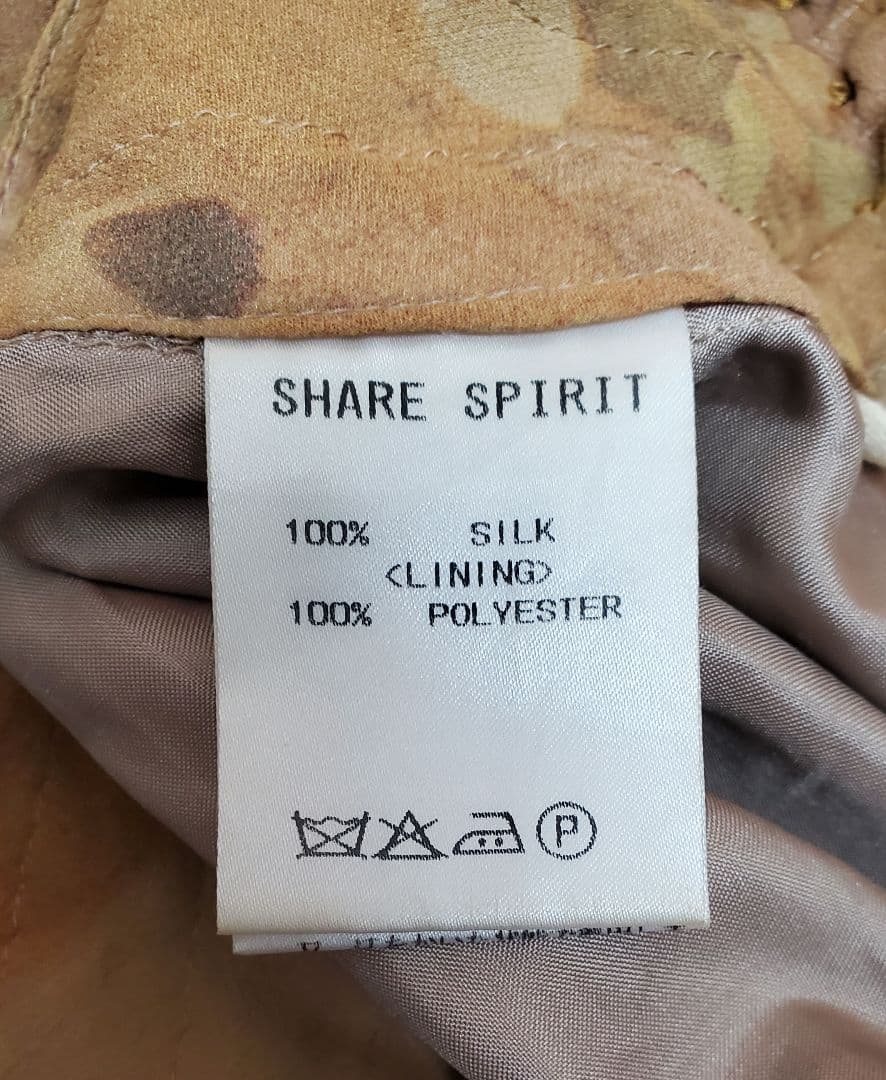 SHARE SPIRIT
100% SILK
<LINING>
100% POLYESTER
P